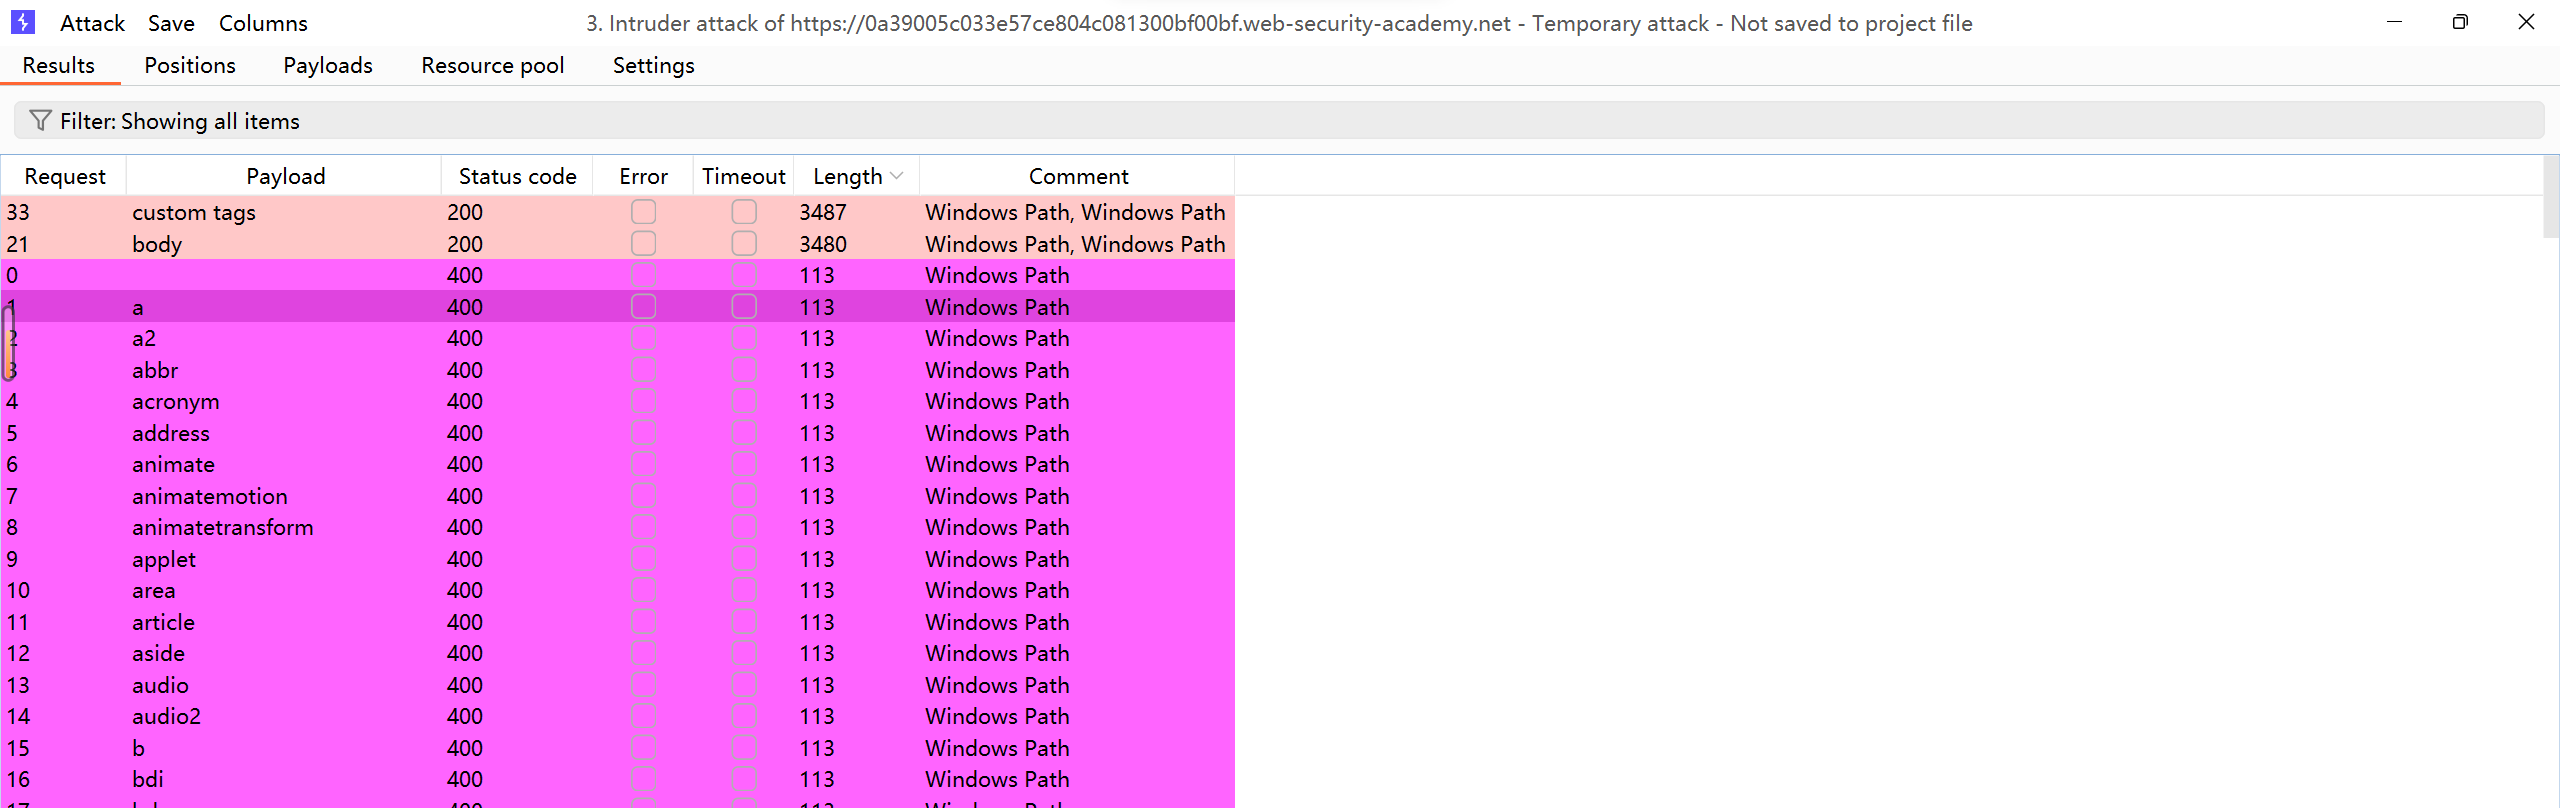 Attack Save Columns 3. Intruder attack of https://0a39005c033e57ce804c081300bf00bf.web-security-academy.net - Temporary attack - Not saved to project file
Results Positions Payloads Resource pool Settings
Filter: Showing all items
Request Payload Status code Error Timeout Length Comment
33 custom tags 200 3487 Windows Path, Windows Path
21 body 200 3480 Windows Path, Windows Path
0 400 113 Windows Path
1 a 400 113 Windows Path
2 a2 400 113 Windows Path
3 abbr 400 113 Windows Path
4 acronym 400 113 Windows Path
5 address 400 113 Windows Path
6 animate 400 113 Windows Path
7 animatemotion 400 113 Windows Path
8 animatetransform 400 113 Windows Path
9 applet 400 113 Windows Path
10 area 400 113 Windows Path
11 article 400 113 Windows Path
12 aside 400 113 Windows Path
13 audio 400 113 Windows Path
14 audio2 400 113 Windows Path
15 b 400 113 Windows Path
16 bdi 400 113 Windows Path